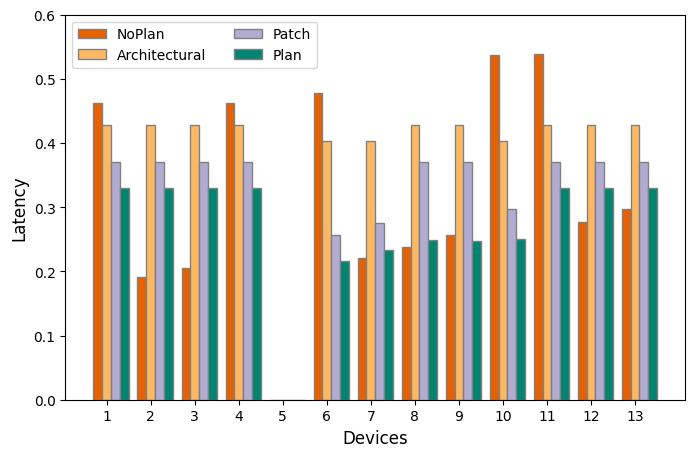 NoPlan
Architectural
Patch
Plan
0.6
0.5
0.4
0.3
0.2
0.1
0.0
Latency
1 2 3 4 5 6 7 8 9 10 11 12 13
Devices